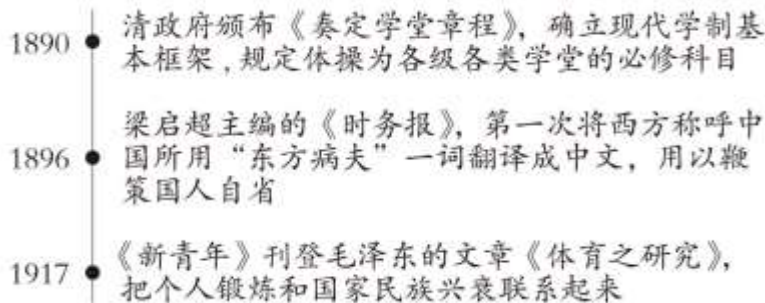 1890
清政府颁布《奏定学堂章程》，确立现代学制基
本框架，规定体操为各级各类学堂的必修科目
1896
梁启超主编的《时务报》，第一次将西方称呼中
国所用“东方病夫”一词翻译成中文，用以鞭
策国人自省
1917
《新青年》刊登毛泽东的文章《体育之研究》，
把个人锻炼和国家民族兴衰联系起来